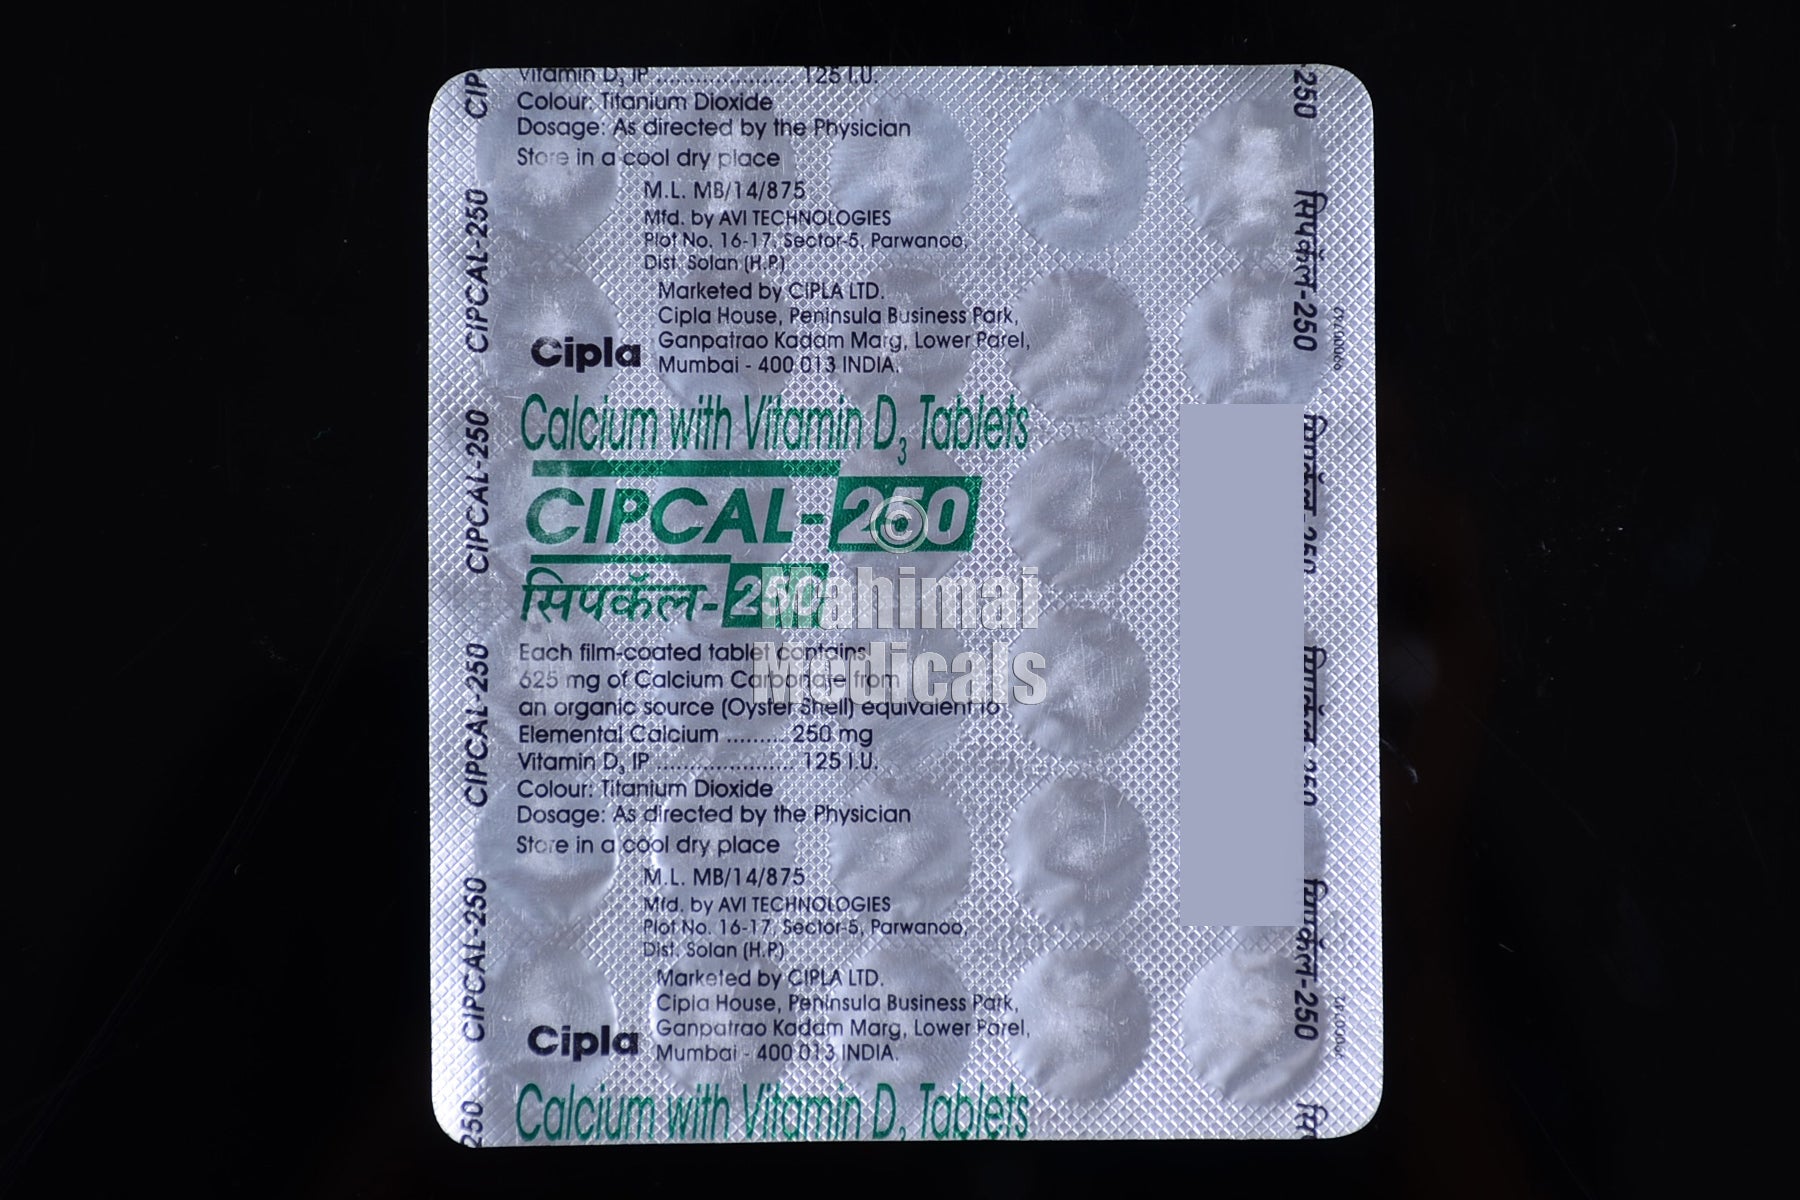 Vitamin D3 IP ..................... 125 I.U.
Colour: Titanium Dioxide
Dosage: As directed by the Physician
Store in a cool dry place
M.L. MB/14/875
Mfd. by AVI TECHNOLOGIES
Plot No. 16-17, Sector-5, Parwanoo,
Dist. Solan (H.P.)
Marketed by CIPLA LTD.
Cipla House, Peninsula Business Park,
Ganpatrao Kadam Marg, Lower Parel,
Mumbai - 400 013 INDIA.
Cipla
Calcium with Vitamin D3 Tablets
CIPCAL-250
सिपकॅल-250
Each film-coated tablet contains
625 mg of Calcium Carbonate from
an organic source (Oyster Shell) equivalent to
Elemental Calcium ......... 250 mg
Vitamin D3 IP ..................... 125 I.U.
Colour: Titanium Dioxide
Dosage: As directed by the Physician
Store in a cool dry place
M.L. MB/14/875
Mfd. by AVI TECHNOLOGIES
Plot No. 16-17, Sector-5, Parwanoo,
Dist. Solan (H.P.)
Marketed by CIPLA LTD.
Cipla House, Peninsula Business Park,
Ganpatrao Kadam Marg, Lower Parel,
Mumbai - 400 013 INDIA.
Cipla
Calcium with Vitamin D3 Tablets
CIP
CIPCAL-250
CIPCAL-250
CIPCAL-250
CIPCAL-250
250
250
सिपकॅल-250
सिपकॅल-250
सिपकॅल-250
सिपकॅल-250
©
Mahimai
Medicals